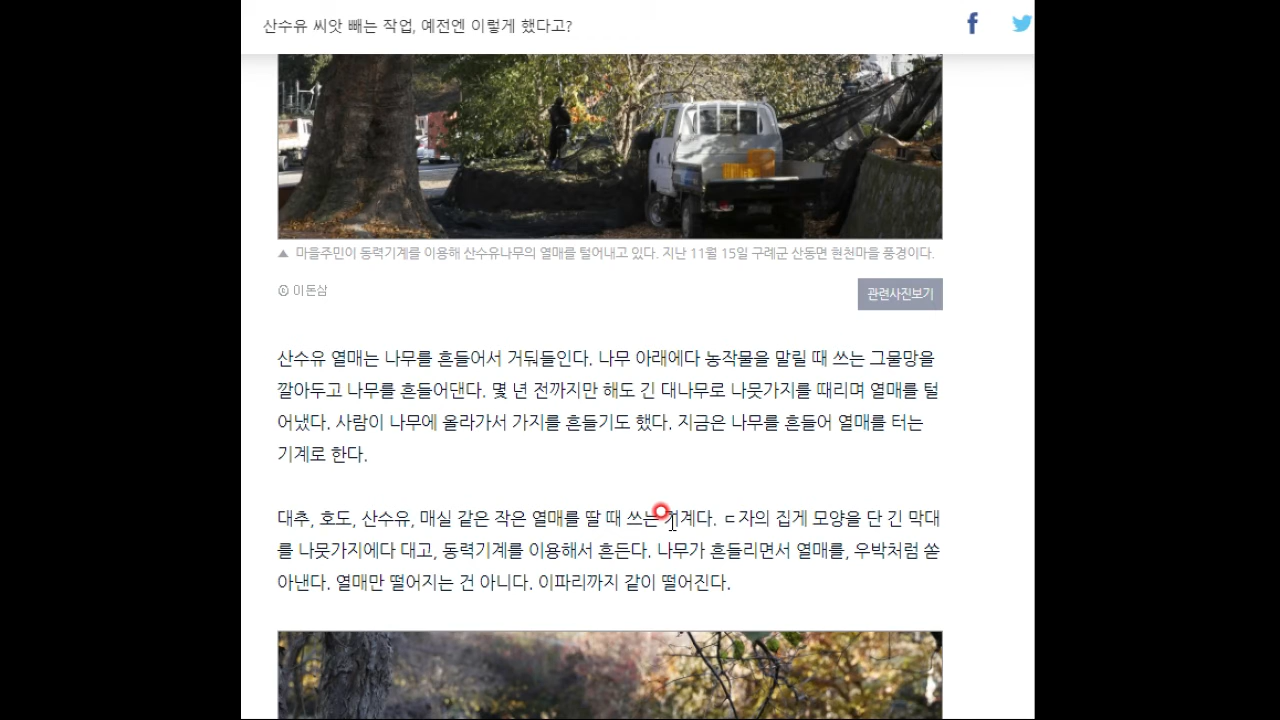 산수유 씨앗 빼는 작업, 예전엔 이렇게 했다고?
▲ 마을주민이 동력기계를 이용해 산수유나무의 열매를 털어내고 있다. 지난 11월 15일 구례군 산동면 현천마을 풍경이다.
ⓒ 이돈삼
관련사진보기
산수유 열매는 나무를 흔들어서 거둬들인다. 나무 아래에다 농작물을 말릴 때 쓰는 그물망을
깔아두고 나무를 흔들어댄다. 몇 년 전까지만 해도 긴 대나무로 나뭇가지를 때리며 열매를 털
어냈다. 사람이 나무에 올라가서 가지를 흔들기도 했다. 지금은 나무를 흔들어 열매를 터는
기계로 한다.
대추, 호도, 산수유, 매실 같은 작은 열매를 딸 때 쓰는 기계다. ㄷ자의 집게 모양을 단 긴 막대
를 나뭇가지에다 대고, 동력기계를 이용해서 흔든다. 나무가 흔들리면서 열매를, 우박처럼 쏟
아낸다. 열매만 떨어지는 건 아니다. 이파리까지 같이 떨어진다.